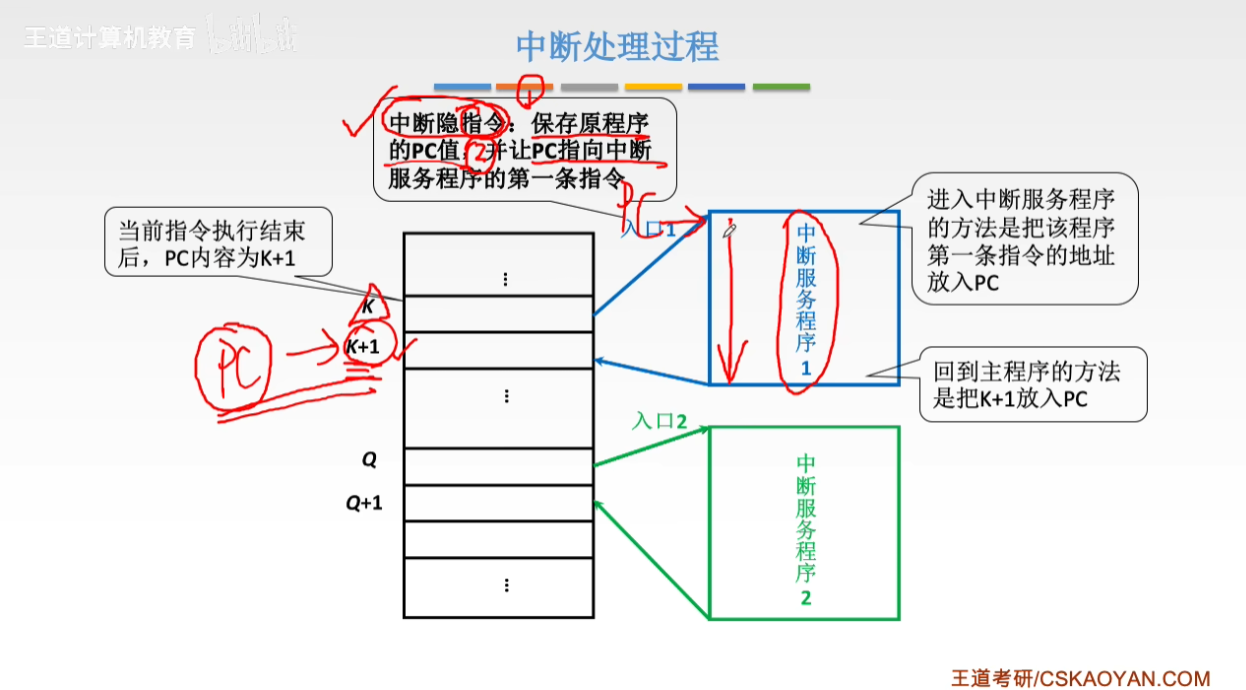 王道计算机教育 bilibili
中断处理过程
1
中断隐指令：保存原程序
的PC值，并让PC指向中断
2
服务程序的第一条指令
PC
入口1
当前指令执行结束
后，PC内容为K+1
进入中断服务程序
的方法是把该程序
第一条指令的地址
放入PC
中断服务程序1
⋮
K
K+1
PC
回到主程序的方法
是把K+1放入PC
⋮
入口2
Q
Q+1
中断服务程序2
⋮
王道考研/CSKAOYAN.COM